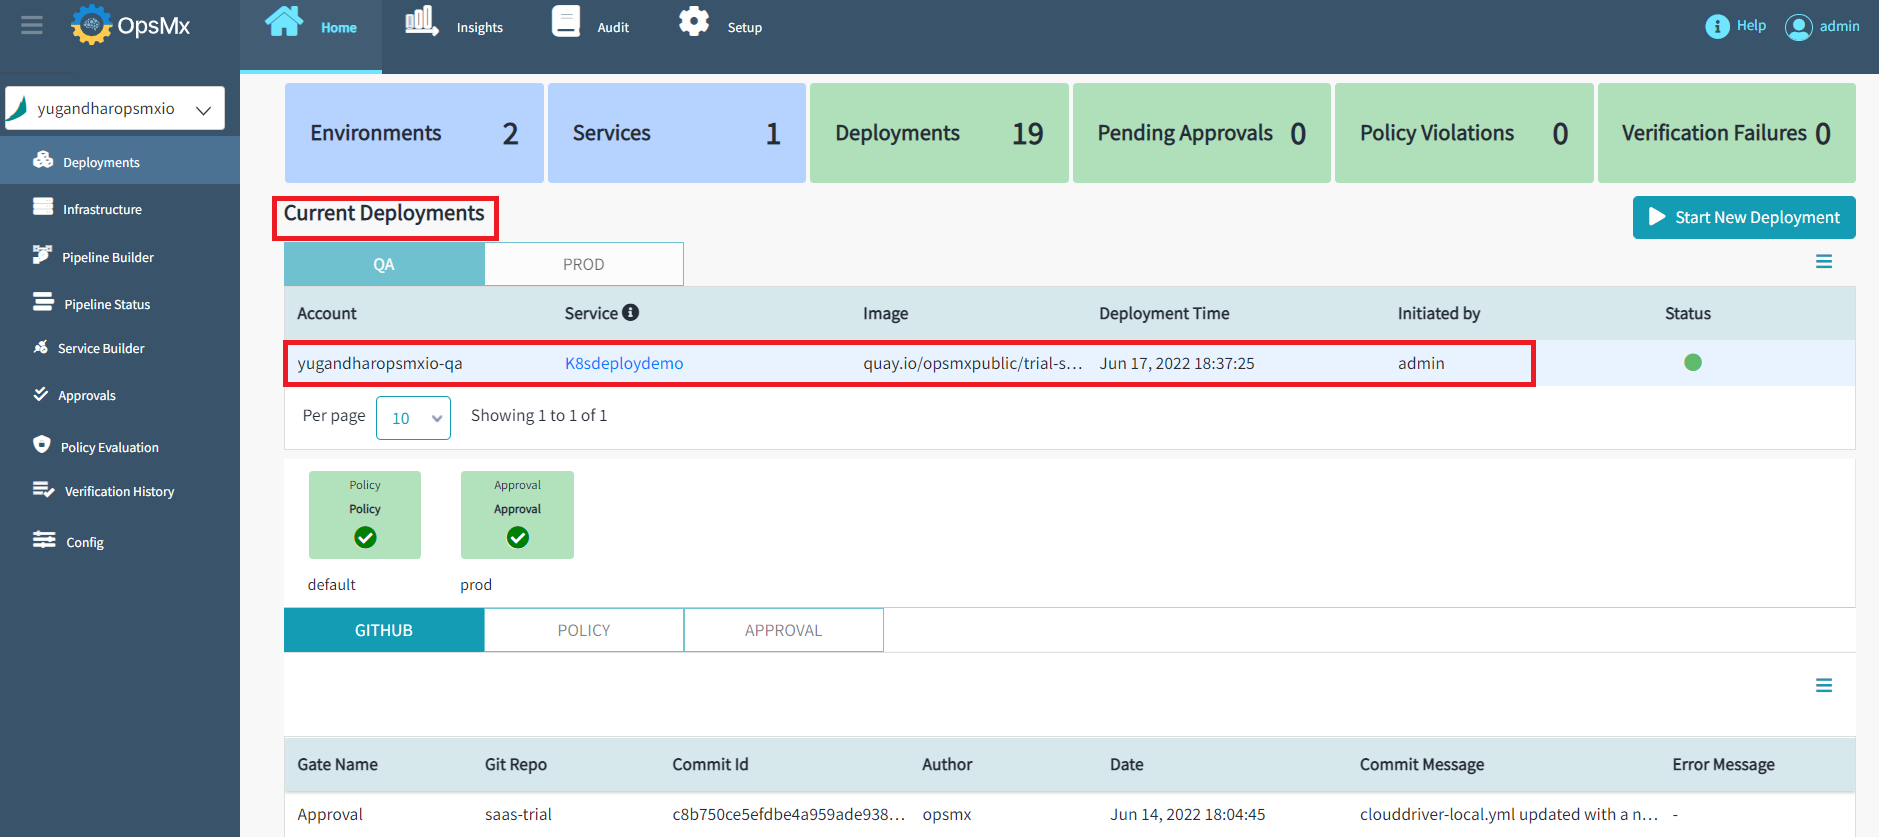 OpsMx
Home
Insights
Audit
Setup
Help
admin
yugandharopsmxio
Deployments
Infrastructure
Pipeline Builder
Pipeline Status
Service Builder
Approvals
Policy Evaluation
Verification History
Config
Environments 2
Services 1
Deployments 19
Pending Approvals 0
Policy Violations 0
Verification Failures 0
Current Deployments
Start New Deployment
QA PROD
Account Service Image Deployment Time Initiated by Status
yugandharopsmxio-qa K8sdeploydemo quay.io/opsmxpublic/trial-s... Jun 17, 2022 18:37:25 admin
Per page 10 Showing 1 to 1 of 1
Policy
Policy
default
Approval
Approval
prod
GITHUB POLICY APPROVAL
Gate Name Git Repo Commit Id Author Date Commit Message Error Message
Approval saas-trial c8b750ce5efdbe4a959ade938... opsmx Jun 14, 2022 18:04:45 clouddriver-local.yml updated with a n... -